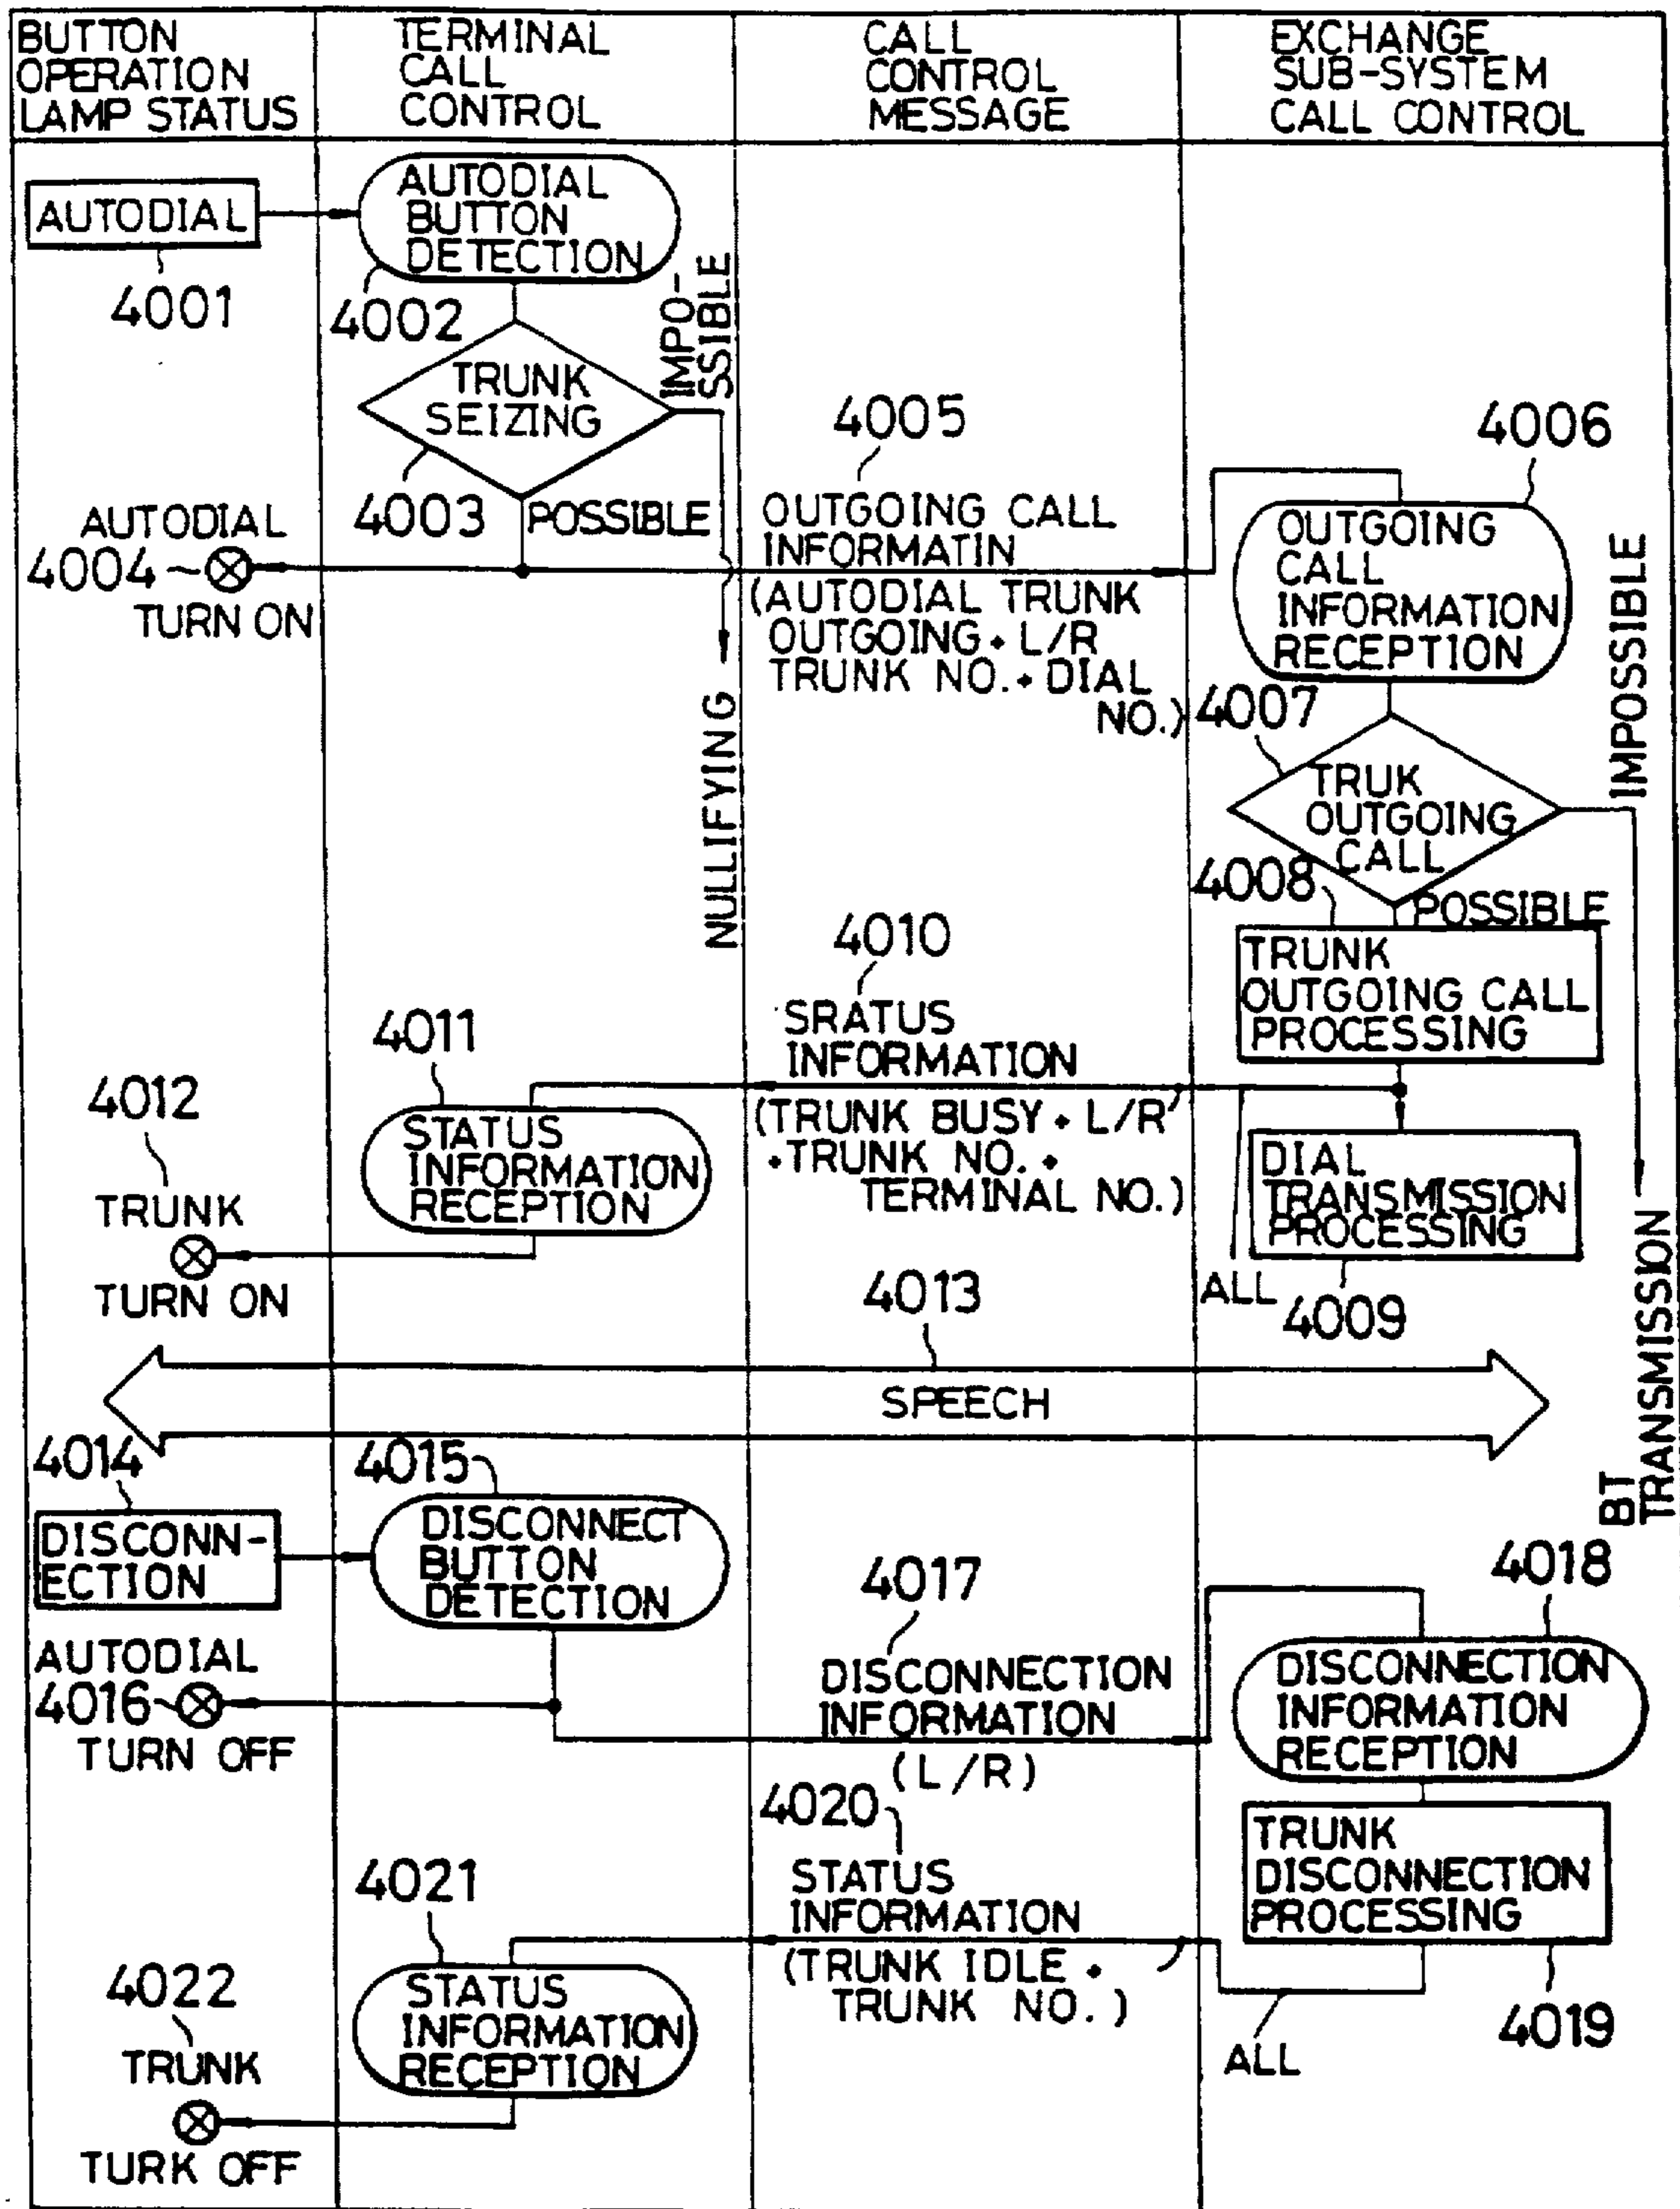 BUTTON
OPERATION
LAMP STATUS
TERMINAL
CALL
CONTROL
CALL
CONTROL
MESSAGE
EXCHANGE
SUB-SYSTEM
CALL CONTROL
AUTODIAL
4001
AUTODIAL
BUTTON
DETECTION
4002
TRUNK
SEIZING
4003
IMPO-
SSIBLE
POSSIBLE
NULLIFYING
AUTODIAL
4004
TURN ON
4005
OUTGOING CALL
INFORMATIN
(AUTODIAL TRUNK
OUTGOING + L/R
TRUNK NO. + DIAL
NO.)
4006
OUTGOING
CALL
INFORMATION
RECEPTION
4007
TRUK
OUTGOING
CALL
IMPOSSIBLE
4008
POSSIBLE
TRUNK
OUTGOING CALL
PROCESSING
4010
SRATUS
INFORMATION
(TRUNK BUSY + L/R
+TRUNK NO. +
TERMINAL NO.)
4011
STATUS
INFORMATION
RECEPTION
4012
TRUNK
TURN ON
DIAL
TRANSMISSION
PROCESSING
ALL
4009
BT
TRANSMISSION
4013
SPEECH
4014
DISCONN-
ECTION
4015
DISCONNECT
BUTTON
DETECTION
AUTODIAL
4016
TURN OFF
4017
DISCONNECTION
INFORMATION
(L/R)
4018
DISCONNECTION
INFORMATION
RECEPTION
TRUNK
DISCONNECTION
PROCESSING
4019
4020
STATUS
INFORMATION
(TRUNK IDLE +
TRUNK NO.)
ALL
4021
STATUS
INFORMATION
RECEPTION
4022
TRUNK
TURK OFF